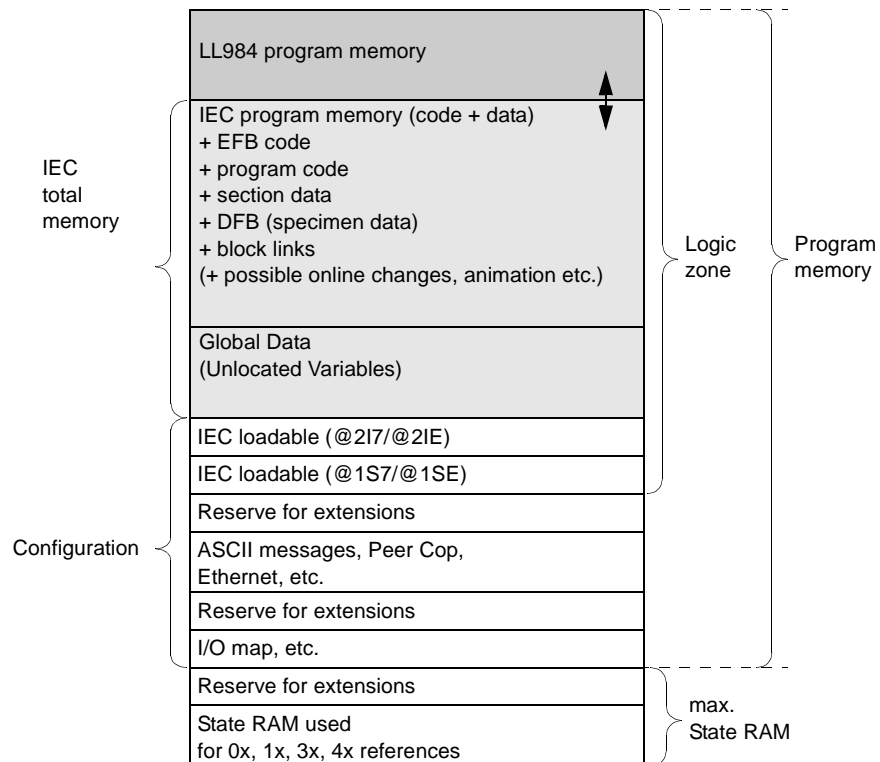 LL984 program memory
IEC program memory (code + data)
+ EFB code
+ program code
+ section data
+ DFB (specimen data)
+ block links
(+ possible online changes, animation etc.)
IEC
total
memory
Logic
zone
Program
memory
Global Data
(Unlocated Variables)
IEC loadable (@2I7/@2IE)
IEC loadable (@1S7/@1SE)
Reserve for extensions
Configuration
ASCII messages, Peer Cop,
Ethernet, etc.
Reserve for extensions
I/O map, etc.
Reserve for extensions
State RAM used
for 0x, 1x, 3x, 4x references
max.
State RAM